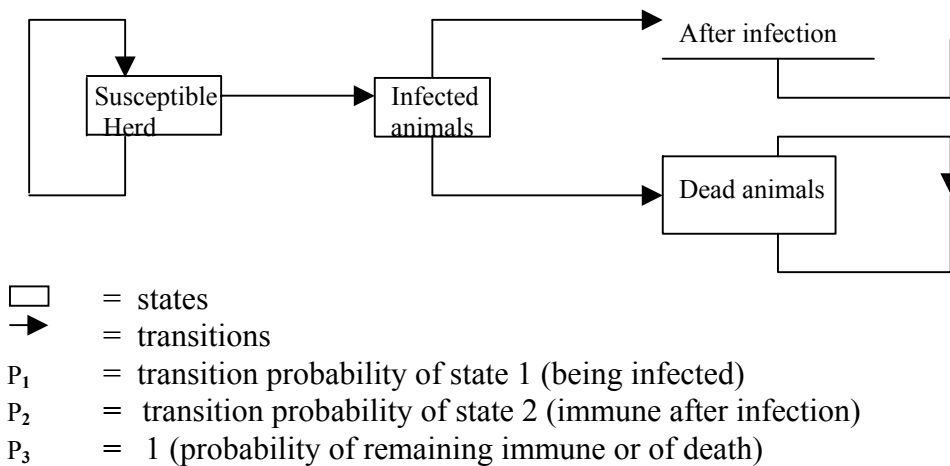 After infection
Susceptible
Herd
Infected
animals
Dead animals
= states
= transitions
P1 = transition probability of state 1 (being infected)
P2 = transition probability of state 2 (immune after infection)
P3 = 1 (probability of remaining immune or of death)